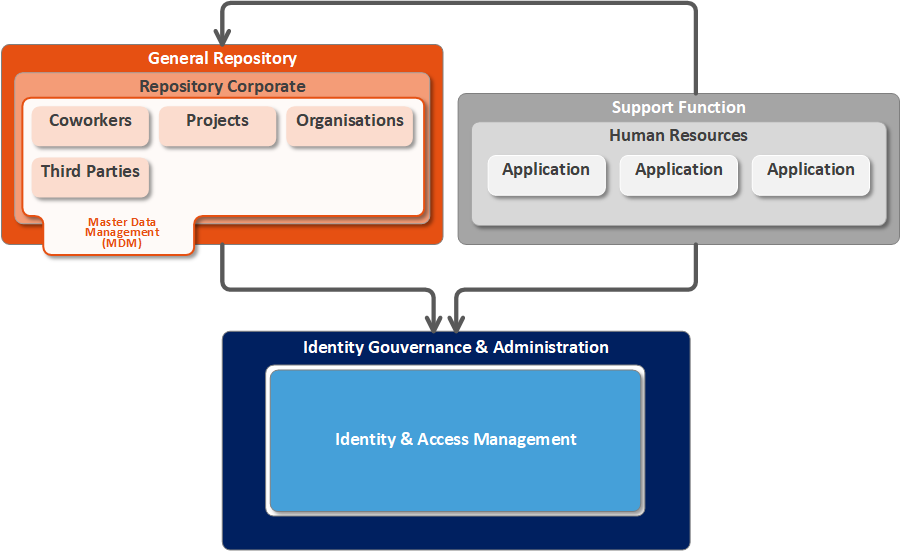 General Repository
Repository Corporate
Coworkers
Projects
Organisations
Third Parties
Master Data
Management
(MDM)
Support Function
Human Resources
Application
Application
Application
Identity Gouvernance & Administration
Identity & Access Management